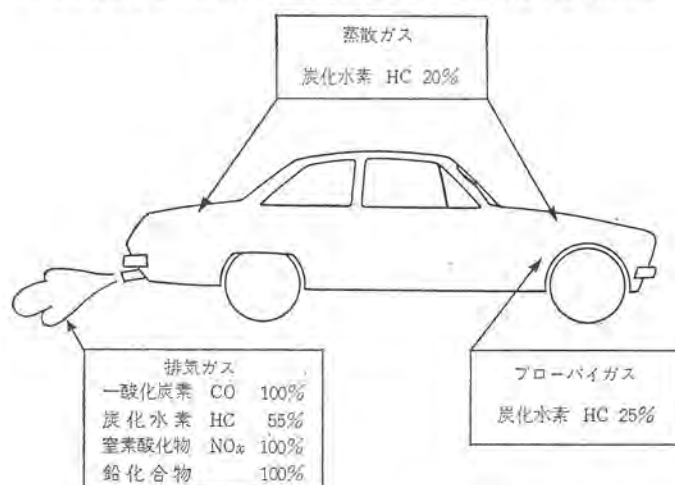 蒸散ガス
炭化水素 HC 20%
排気ガス
一酸化炭素 CO 100%
炭化水素 HC 55%
窒素酸化物 NOx 100%
鉛化合物 100%
ブローバイガス
炭化水素 HC 25%